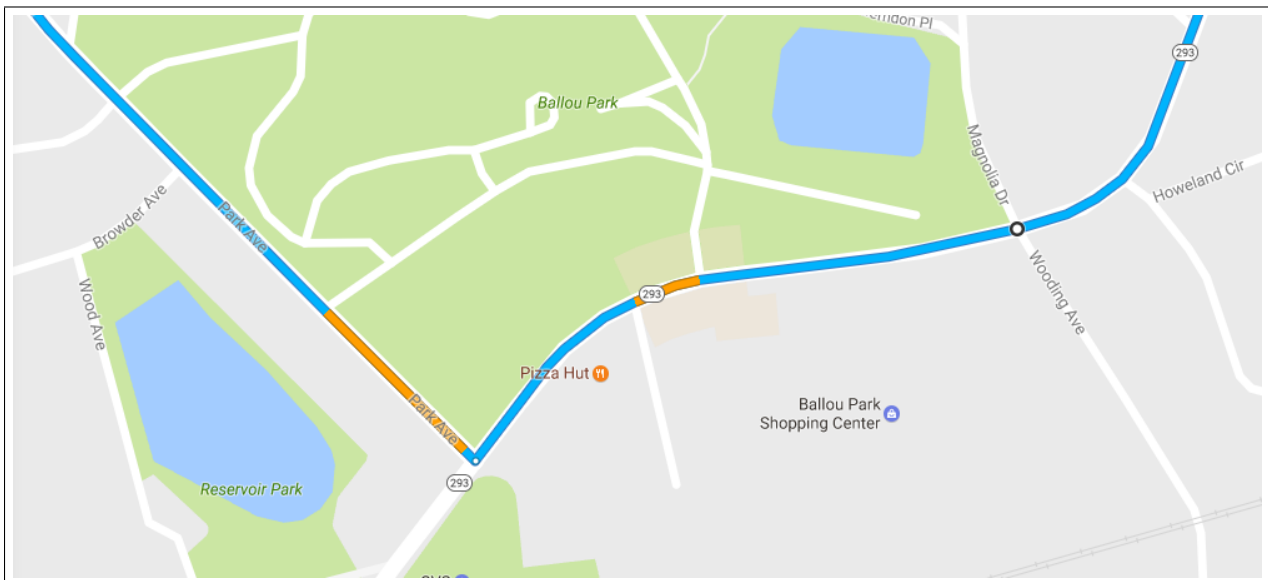 Pl
293
Ballou Park
Magnolia Dr
Howeland Cir
Browder Ave
Park Ave
Wooding Ave
Wood Ave
293
Pizza Hut
Ballou Park
Shopping Center
Park Ave
293
Reservoir Park